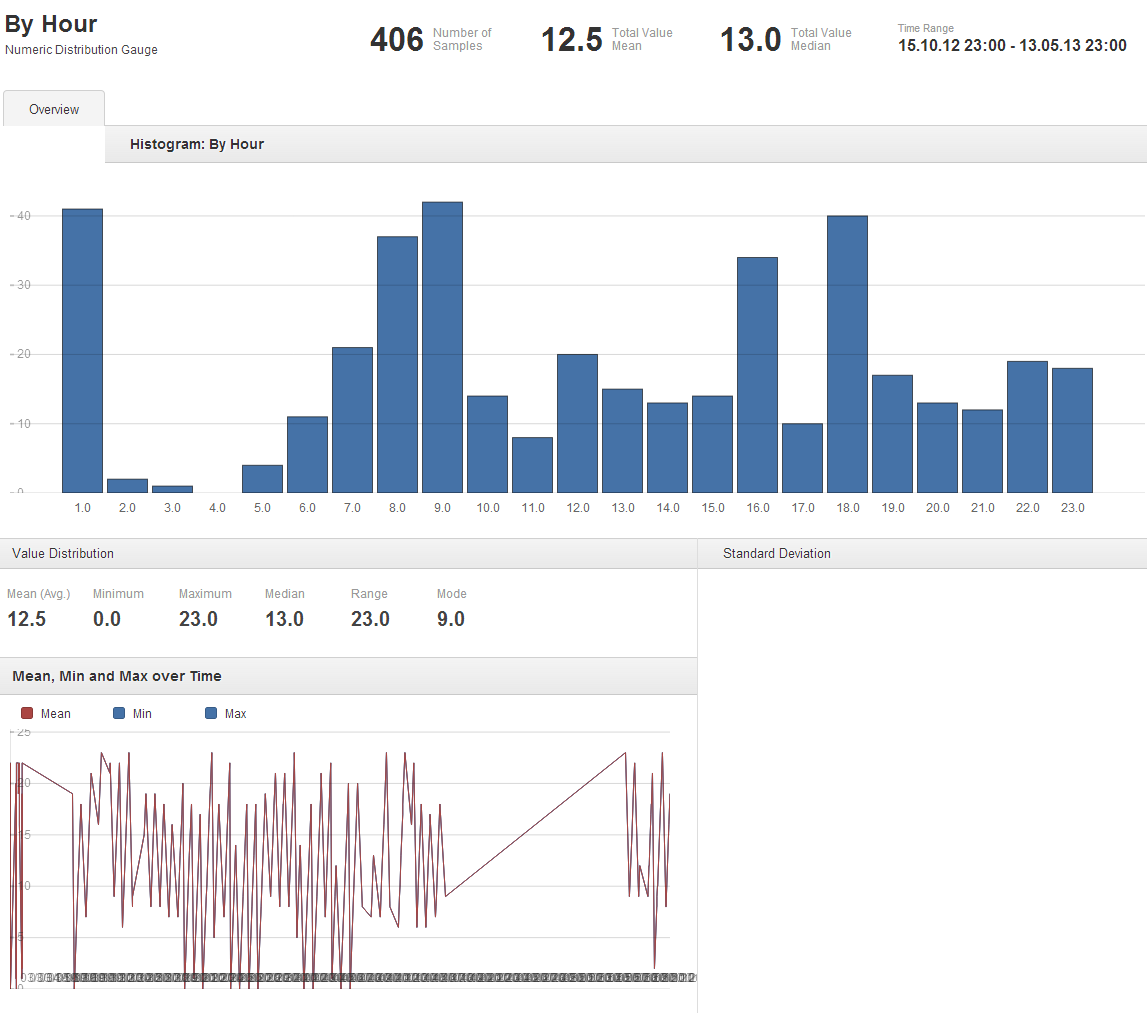 By Hour
Numeric Distribution Gauge
406 Number of Samples
12.5 Total Value Mean
13.0 Total Value Median
Time Range
15.10.12 23:00 - 13.05.13 23:00
Overview
Histogram: By Hour
40
30
20
10
0
1.0 2.0 3.0 4.0 5.0 6.0 7.0 8.0 9.0 10.0 11.0 12.0 13.0 14.0 15.0 16.0 17.0 18.0 19.0 20.0 21.0 22.0 23.0
Value Distribution
Standard Deviation
Mean (Avg.) Minimum Maximum Median Range Mode
12.5 0.0 23.0 13.0 23.0 9.0
Mean, Min and Max over Time
Mean Min Max
25
20
15
10
5
0